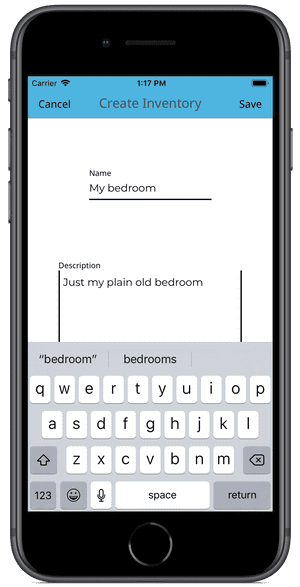 Carrier 1:17 PM
Cancel Create Inventory Save
Name
My bedroom
Description
Just my plain old bedroom
“bedroom” bedrooms
q w e r t y u i o p
a s d f g h j k l
z x c v b n m
123 space return